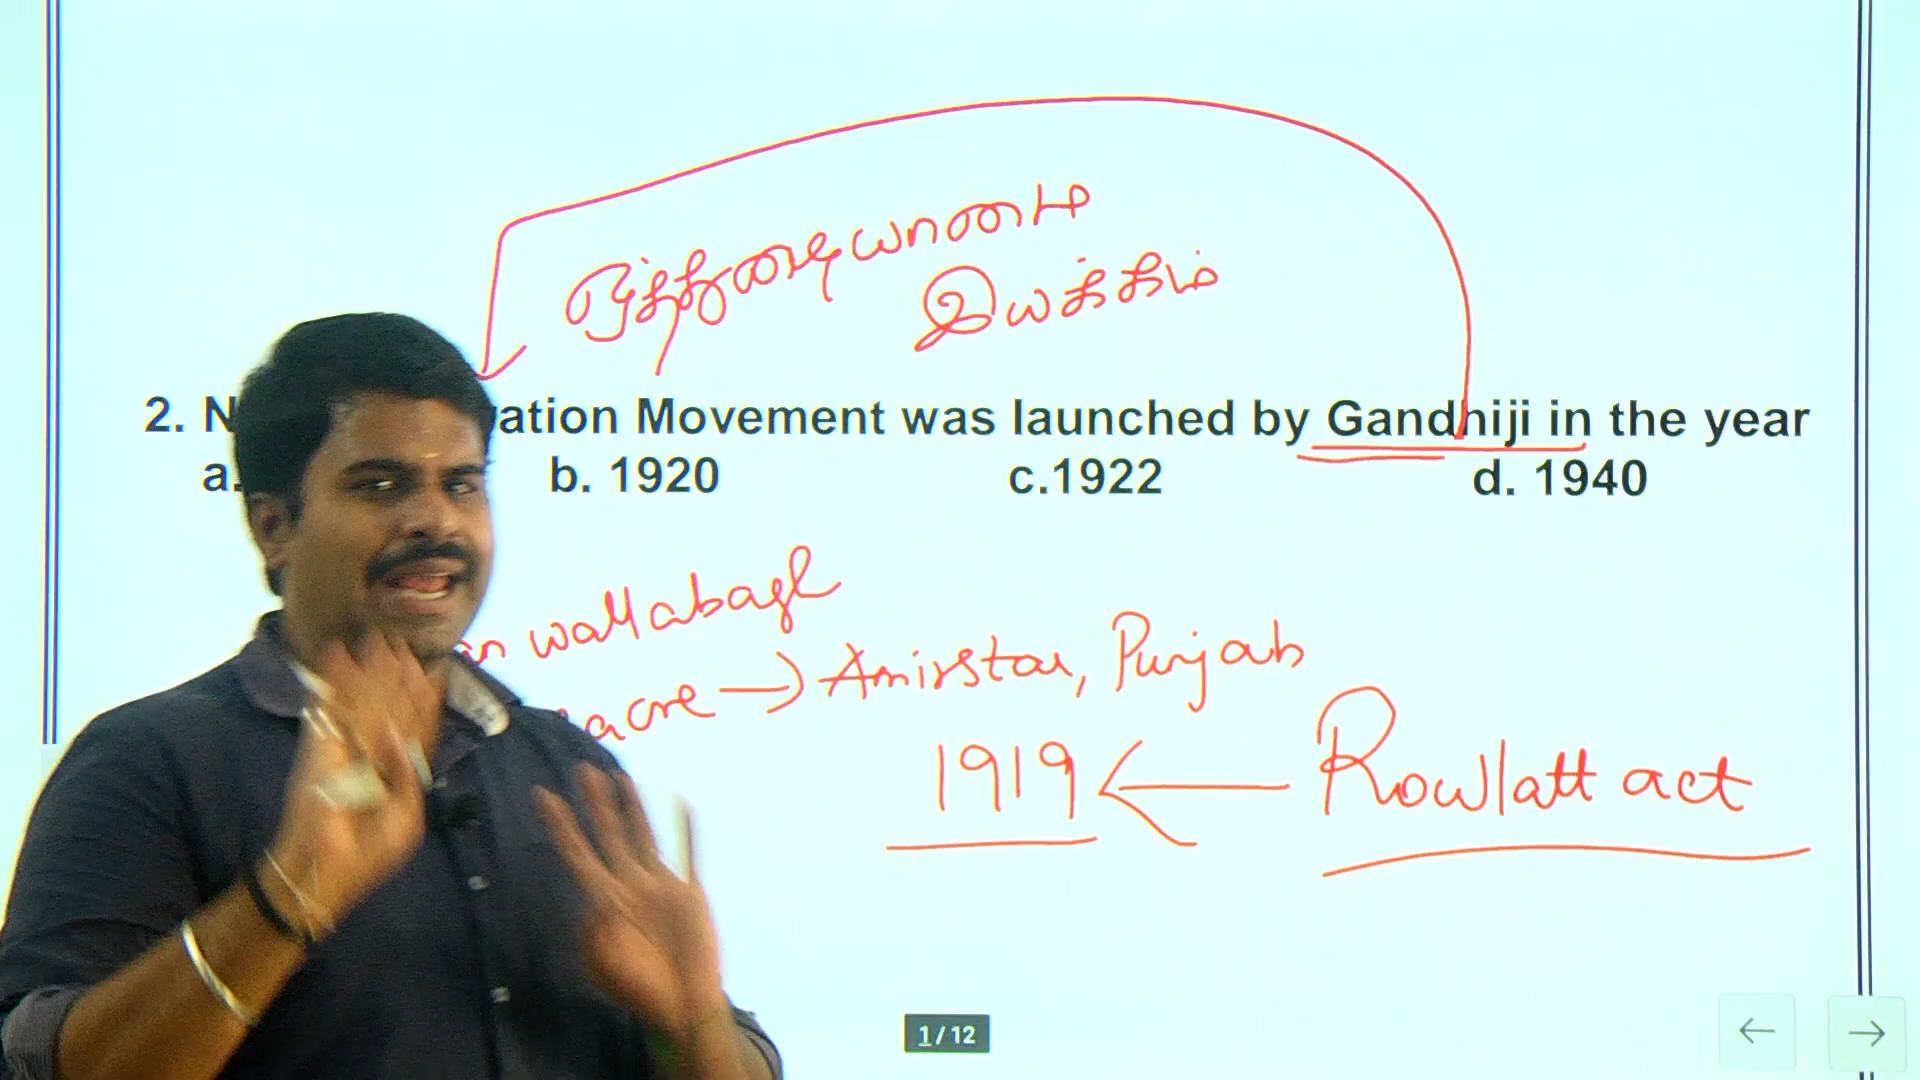 ஒத்துழையாமை
இயக்கம்
2. N ation Movement was launched by Gandhiji in the year
a. b. 1920 c.1922 d. 1940
wallabagh
acre → Amirstar, Punjab
1919 ← Rowlatt act
1 / 12